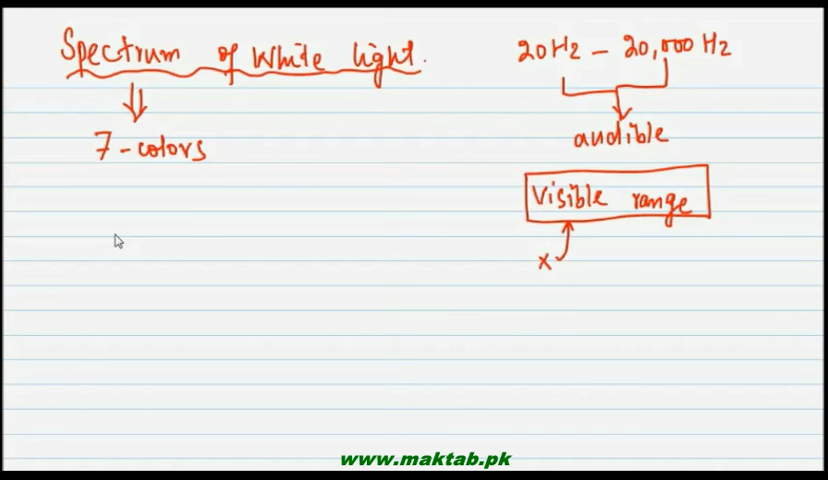 Spectrum of White light.
7-colors
20Hz - 20,000 Hz
audible
Visible range
x
www.maktab.pk